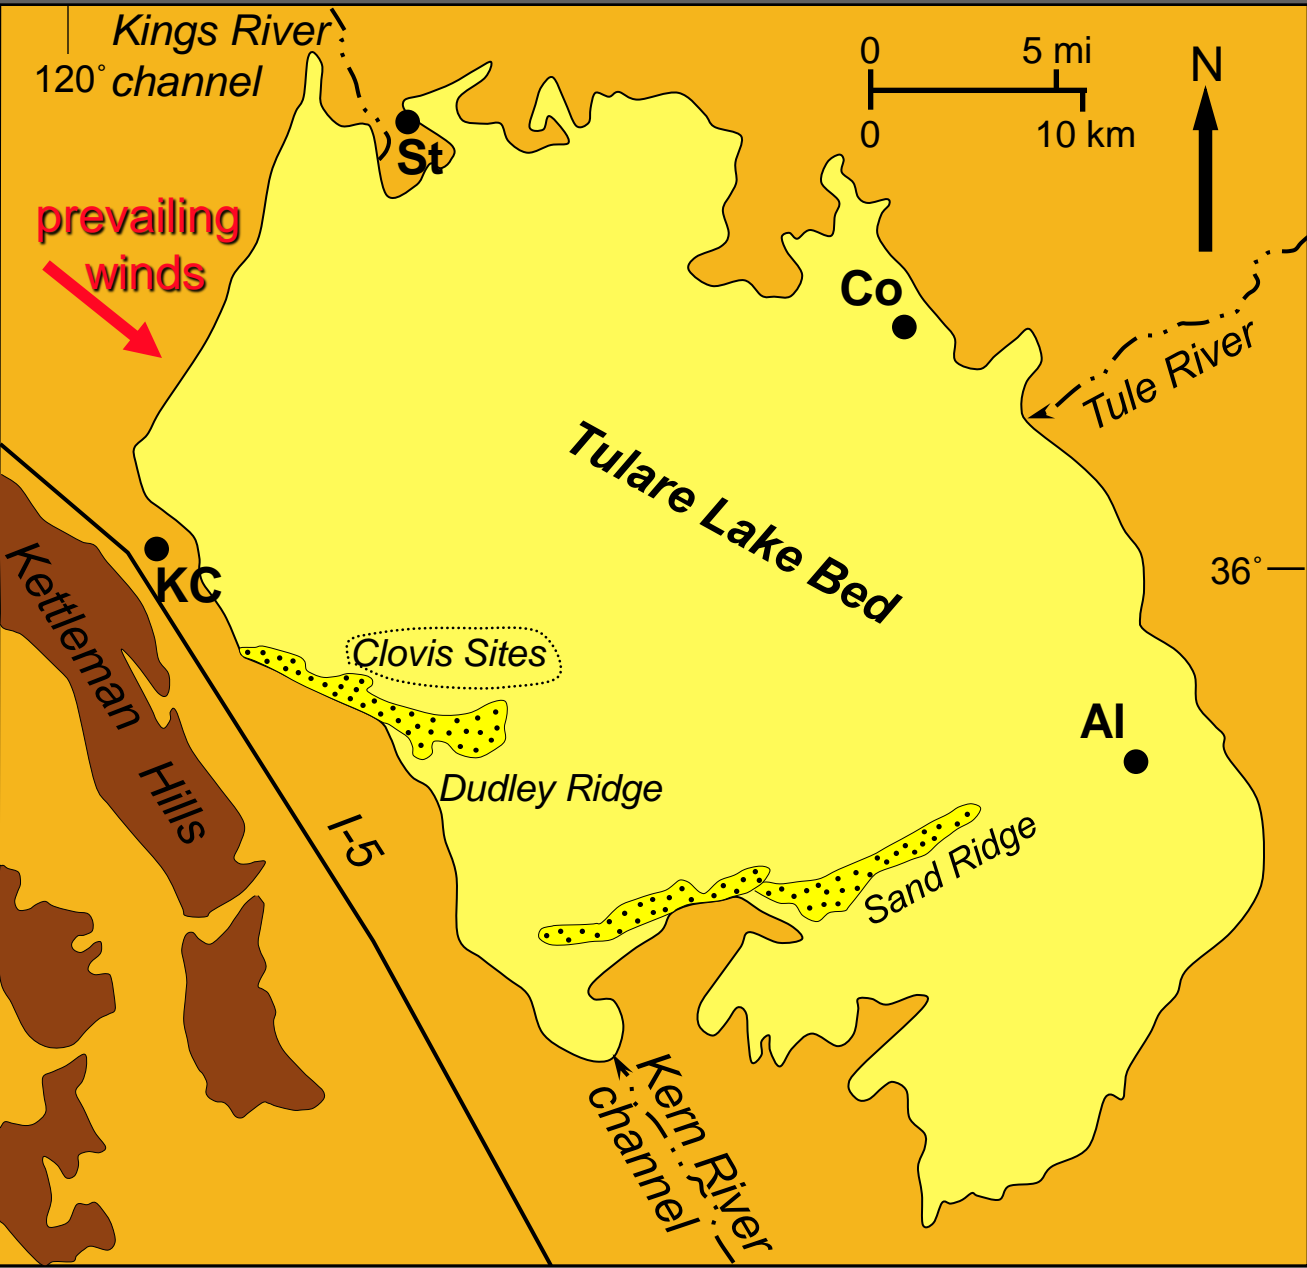 Kings River
channel
120°
St
prevailing
winds
0 5 mi
0 10 km
N
Co
Tule River
Tulare Lake Bed
36°
KC
Kettleman
Hills
Clovis Sites
Dudley Ridge
Al
I-5
Sand Ridge
Kern River
channel